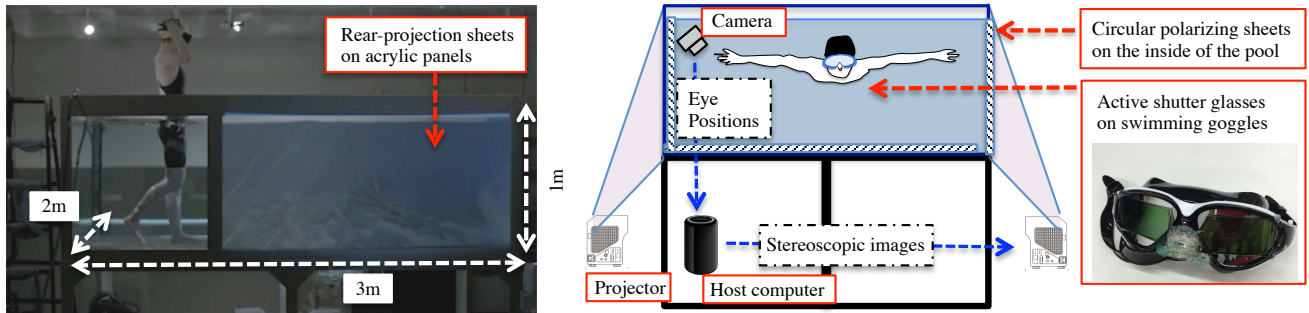 Rear-projection sheets
on acrylic panels
2m
3m
1m
Camera
Eye
Positions
Stereoscopic images
Projector
Host computer
Circular polarizing sheets
on the inside of the pool
Active shutter glasses
on swimming goggles